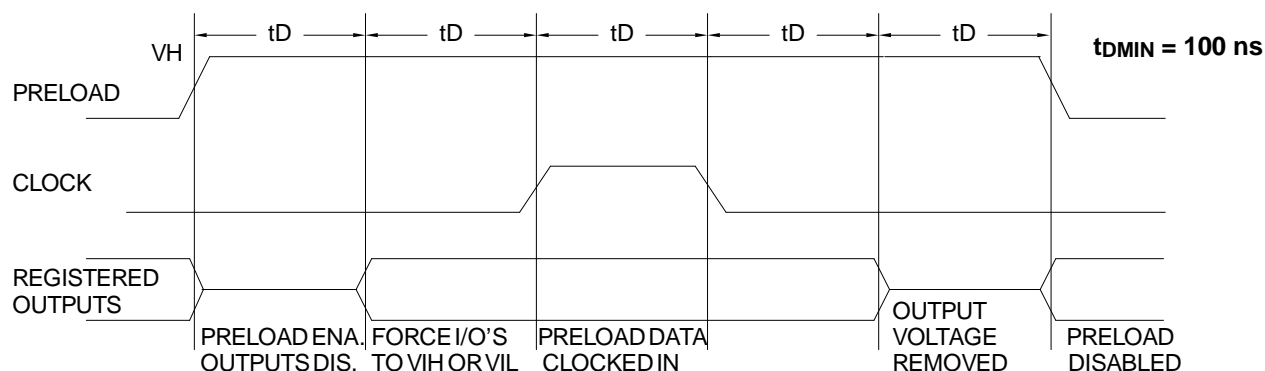 tD tD tD tD tD
tDMIN = 100 ns
VH
PRELOAD
CLOCK
REGISTERED
OUTPUTS
PRELOAD ENA.
OUTPUTS DIS.
FORCE I/O'S
TO VIH OR VIL
PRELOAD DATA
CLOCKED IN
OUTPUT
VOLTAGE
REMOVED
PRELOAD
DISABLED